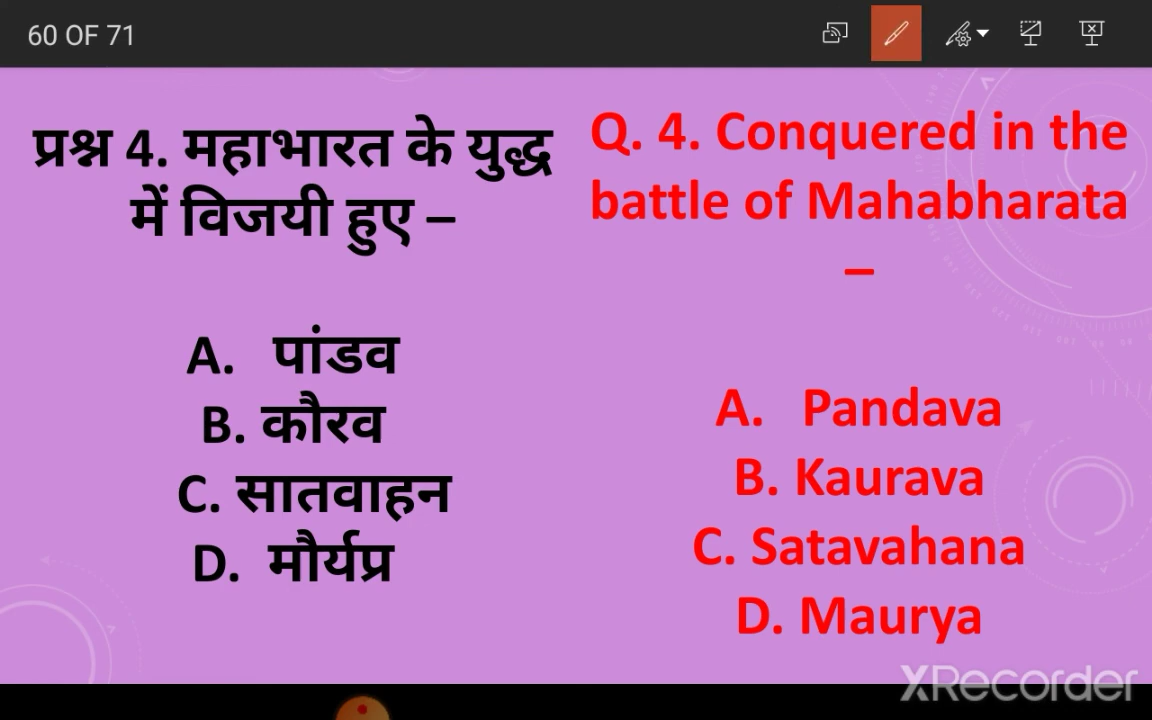 60 OF 71
प्रश्न 4. महाभारत के युद्ध
में विजयी हुए –
A. पांडव
B. कौरव
C. सातवाहन
D. मौर्यप्र
Q. 4. Conquered in the
battle of Mahabharata
–
A. Pandava
B. Kaurava
C. Satavahana
D. Maurya
XRecorder